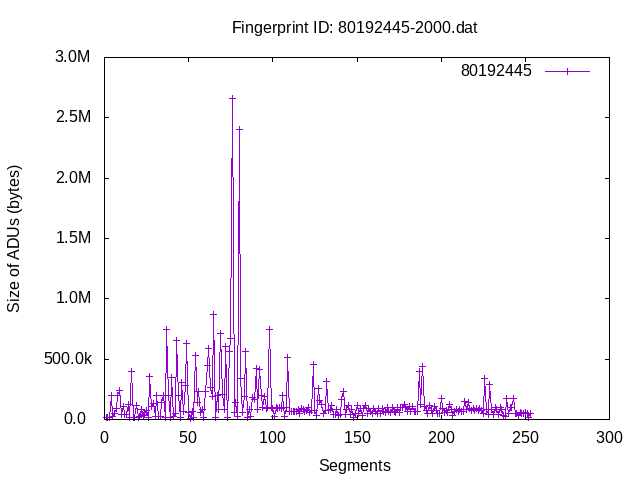 Fingerprint ID: 80192445-2000.dat
80192445
3.0M
2.5M
2.0M
1.5M
1.0M
500.0k
0.0
Size of ADUs (bytes)
0 50 100 150 200 250 300
Segments